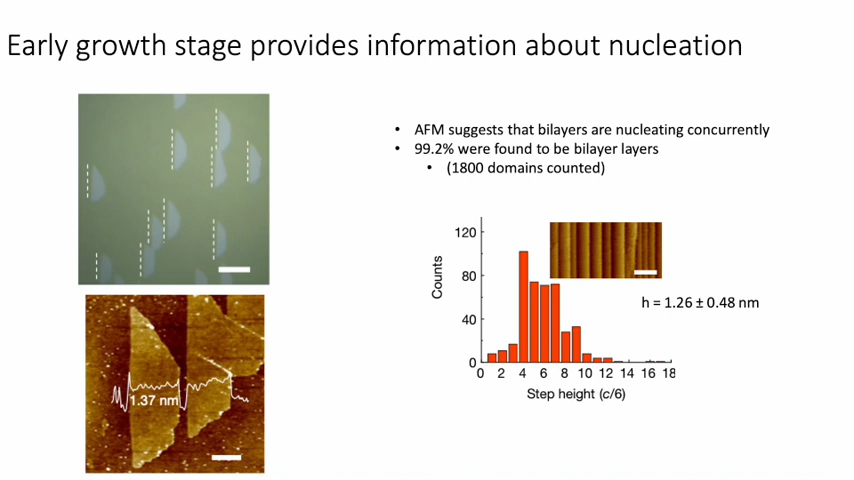 Early growth stage provides information about nucleation
• AFM suggests that bilayers are nucleating concurrently
• 99.2% were found to be bilayer layers
• (1800 domains counted)
1.37 nm
120
80
40
0
Counts
0 2 4 6 8 10 12 14 16 18
Step height (c/6)
h = 1.26 ± 0.48 nm